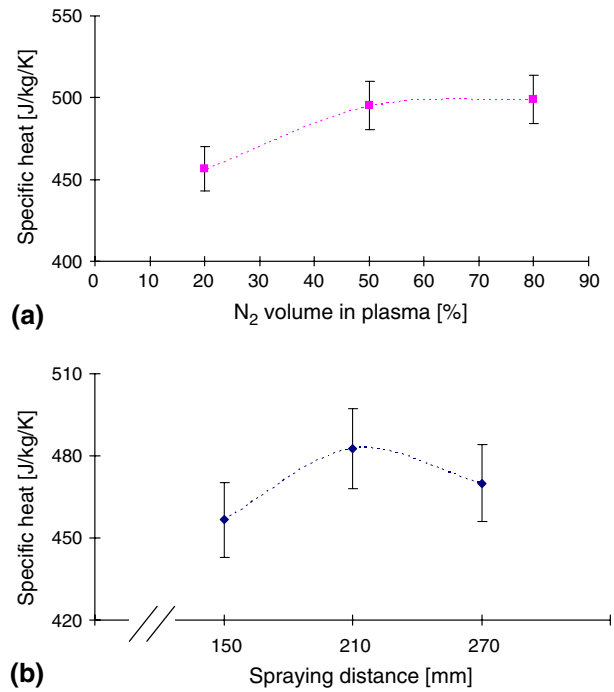 550
500
450
400
Specific heat [J/kg/K]
0 10 20 30 40 50 60 70 80 90
N₂ volume in plasma [%]
(a)
510
480
450
420
Specific heat [J/kg/K]
150 210 270
Spraying distance [mm]
(b)